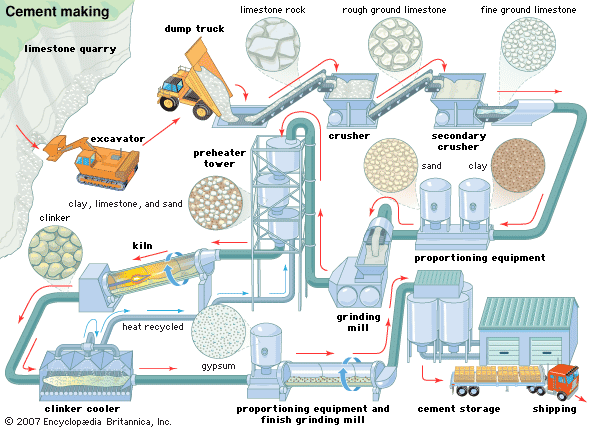 Cement making
limestone quarry
dump truck
limestone rock
rough ground limestone
fine ground limestone
excavator
crusher
secondary
crusher
preheater
tower
sand
clay
clay, limestone, and sand
clinker
kiln
proportioning equipment
grinding
mill
heat recycled
gypsum
clinker cooler
proportioning equipment and
finish grinding mill
cement storage
shipping
© 2007 Encyclopædia Britannica, Inc.